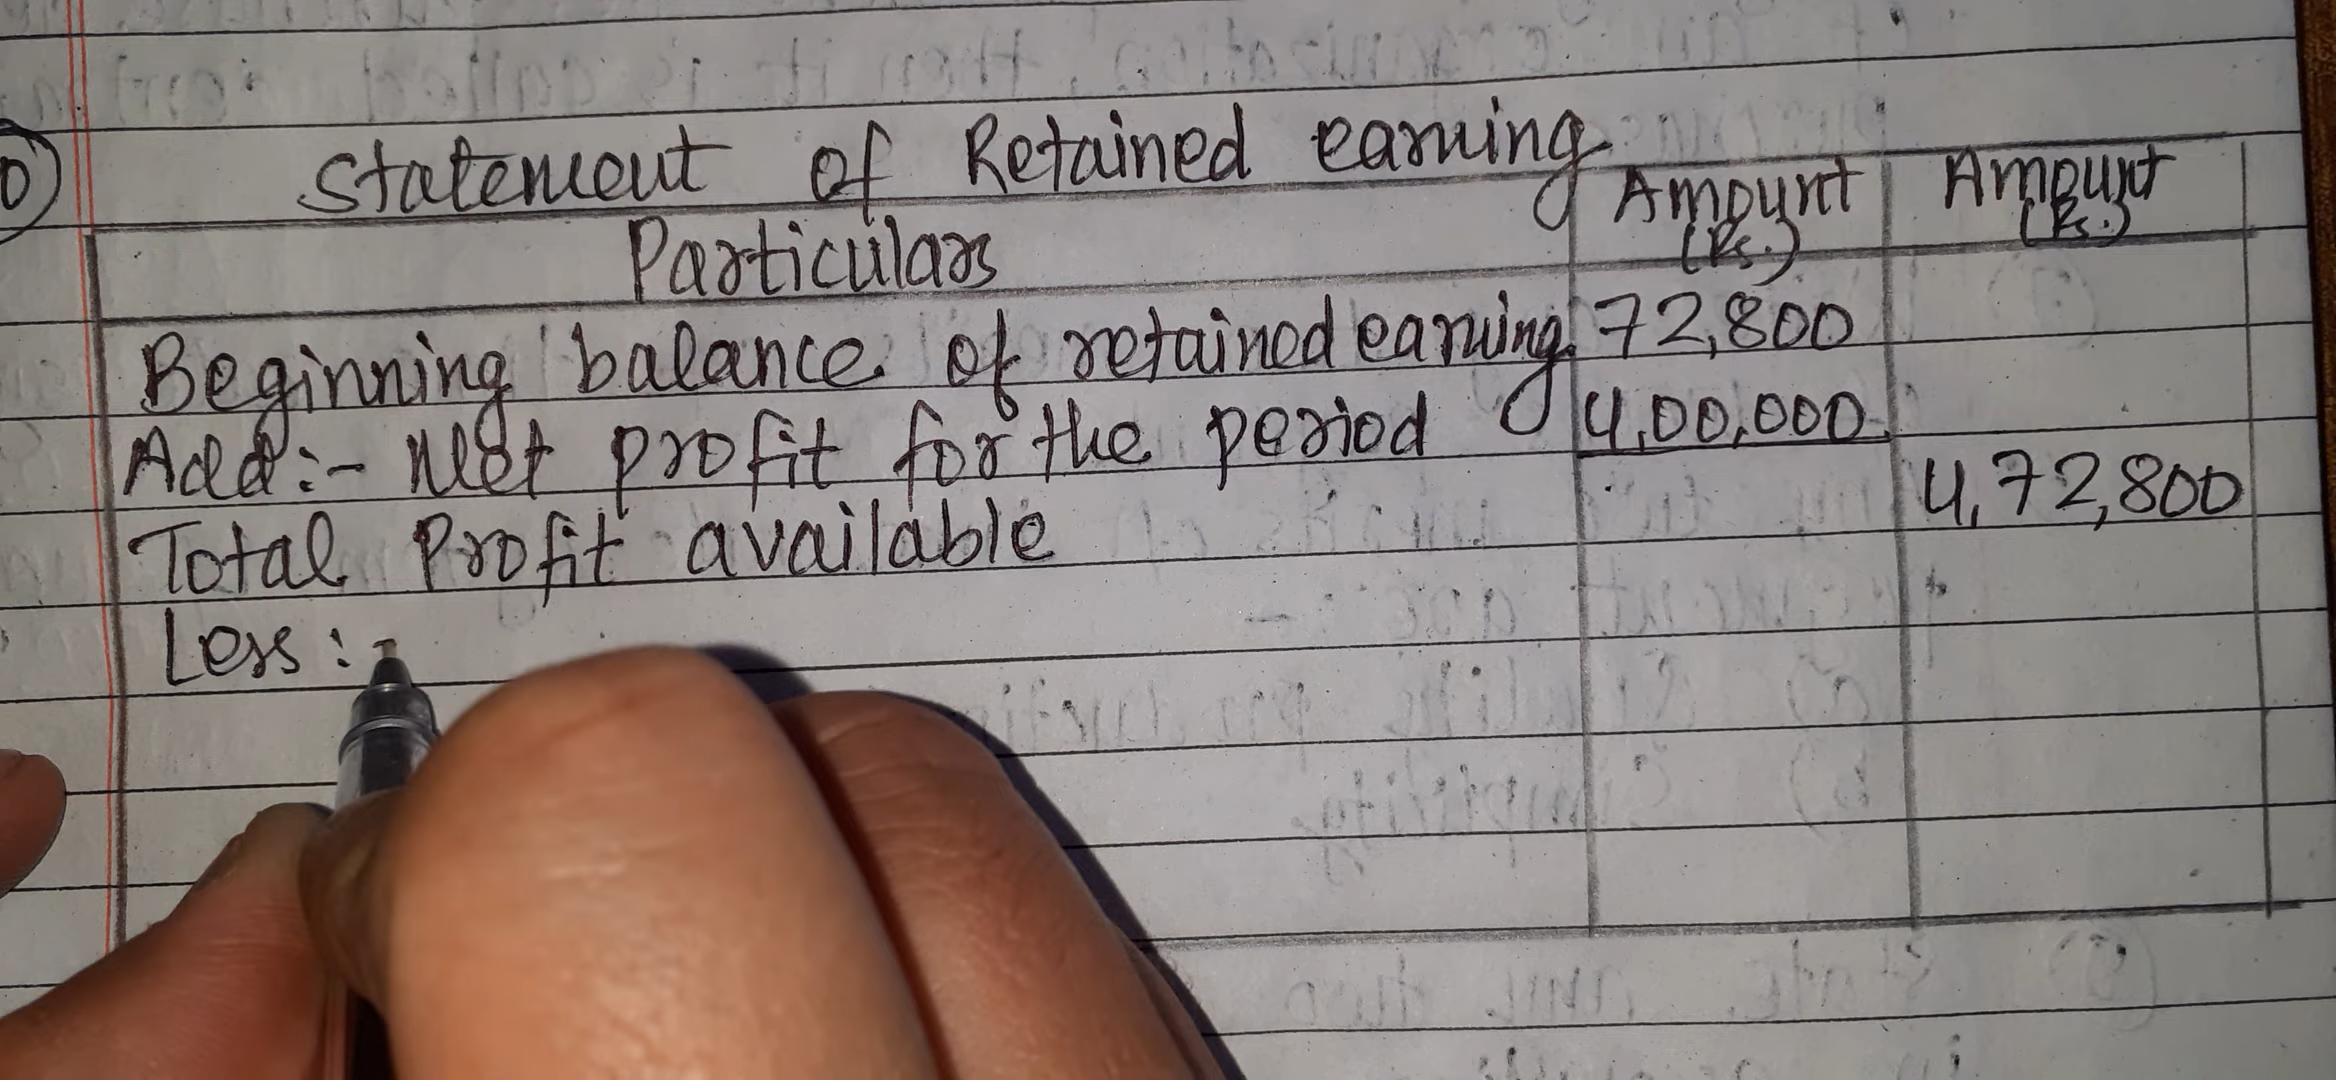 Statement of Retained earning
Particulars Amount (Rs.) Amount (Rs.)
Beginning balance of retained earning 72,800
Add:- Net profit for the period 4,00,000
Total Profit available 4,72,800
Less:-